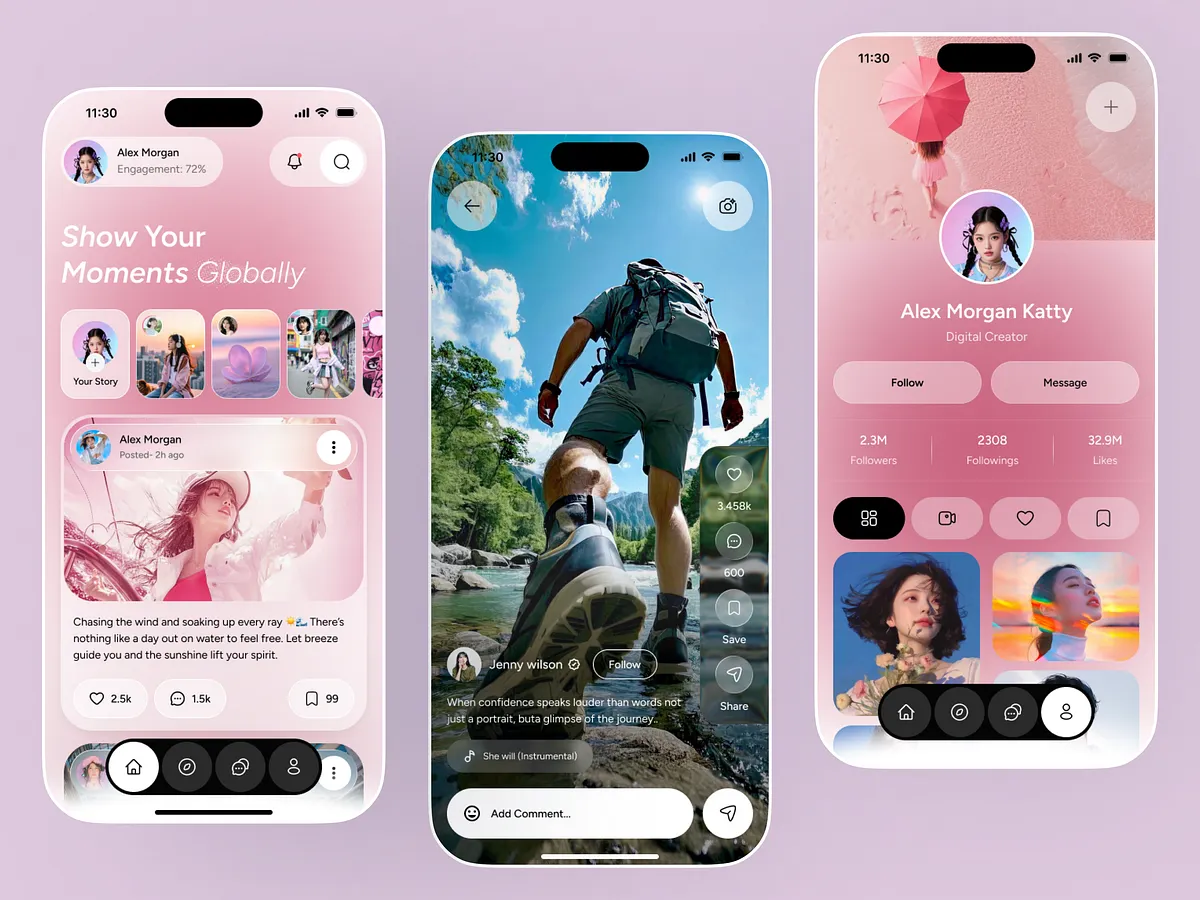 11:30
Alex Morgan
Engagement: 72%
Show Your
Moments Globally
Your Story
Alex Morgan
Posted- 2h ago
Chasing the wind and soaking up every ray ☀️🌊 There's
nothing like a day out on water to feel free. Let breeze
guide you and the sunshine lift your spirit.
2.5k
1.5k
99
11:30
3.458k
600
Save
Share
Jenny wilson
Follow
When confidence speaks louder than words not
just a portrait, buta glimpse of the journey..
She will (Instrumental)
Add Comment...
11:30
Alex Morgan Katty
Digital Creator
Follow
Message
2.3M
Followers
2308
Followings
32.9M
Likes